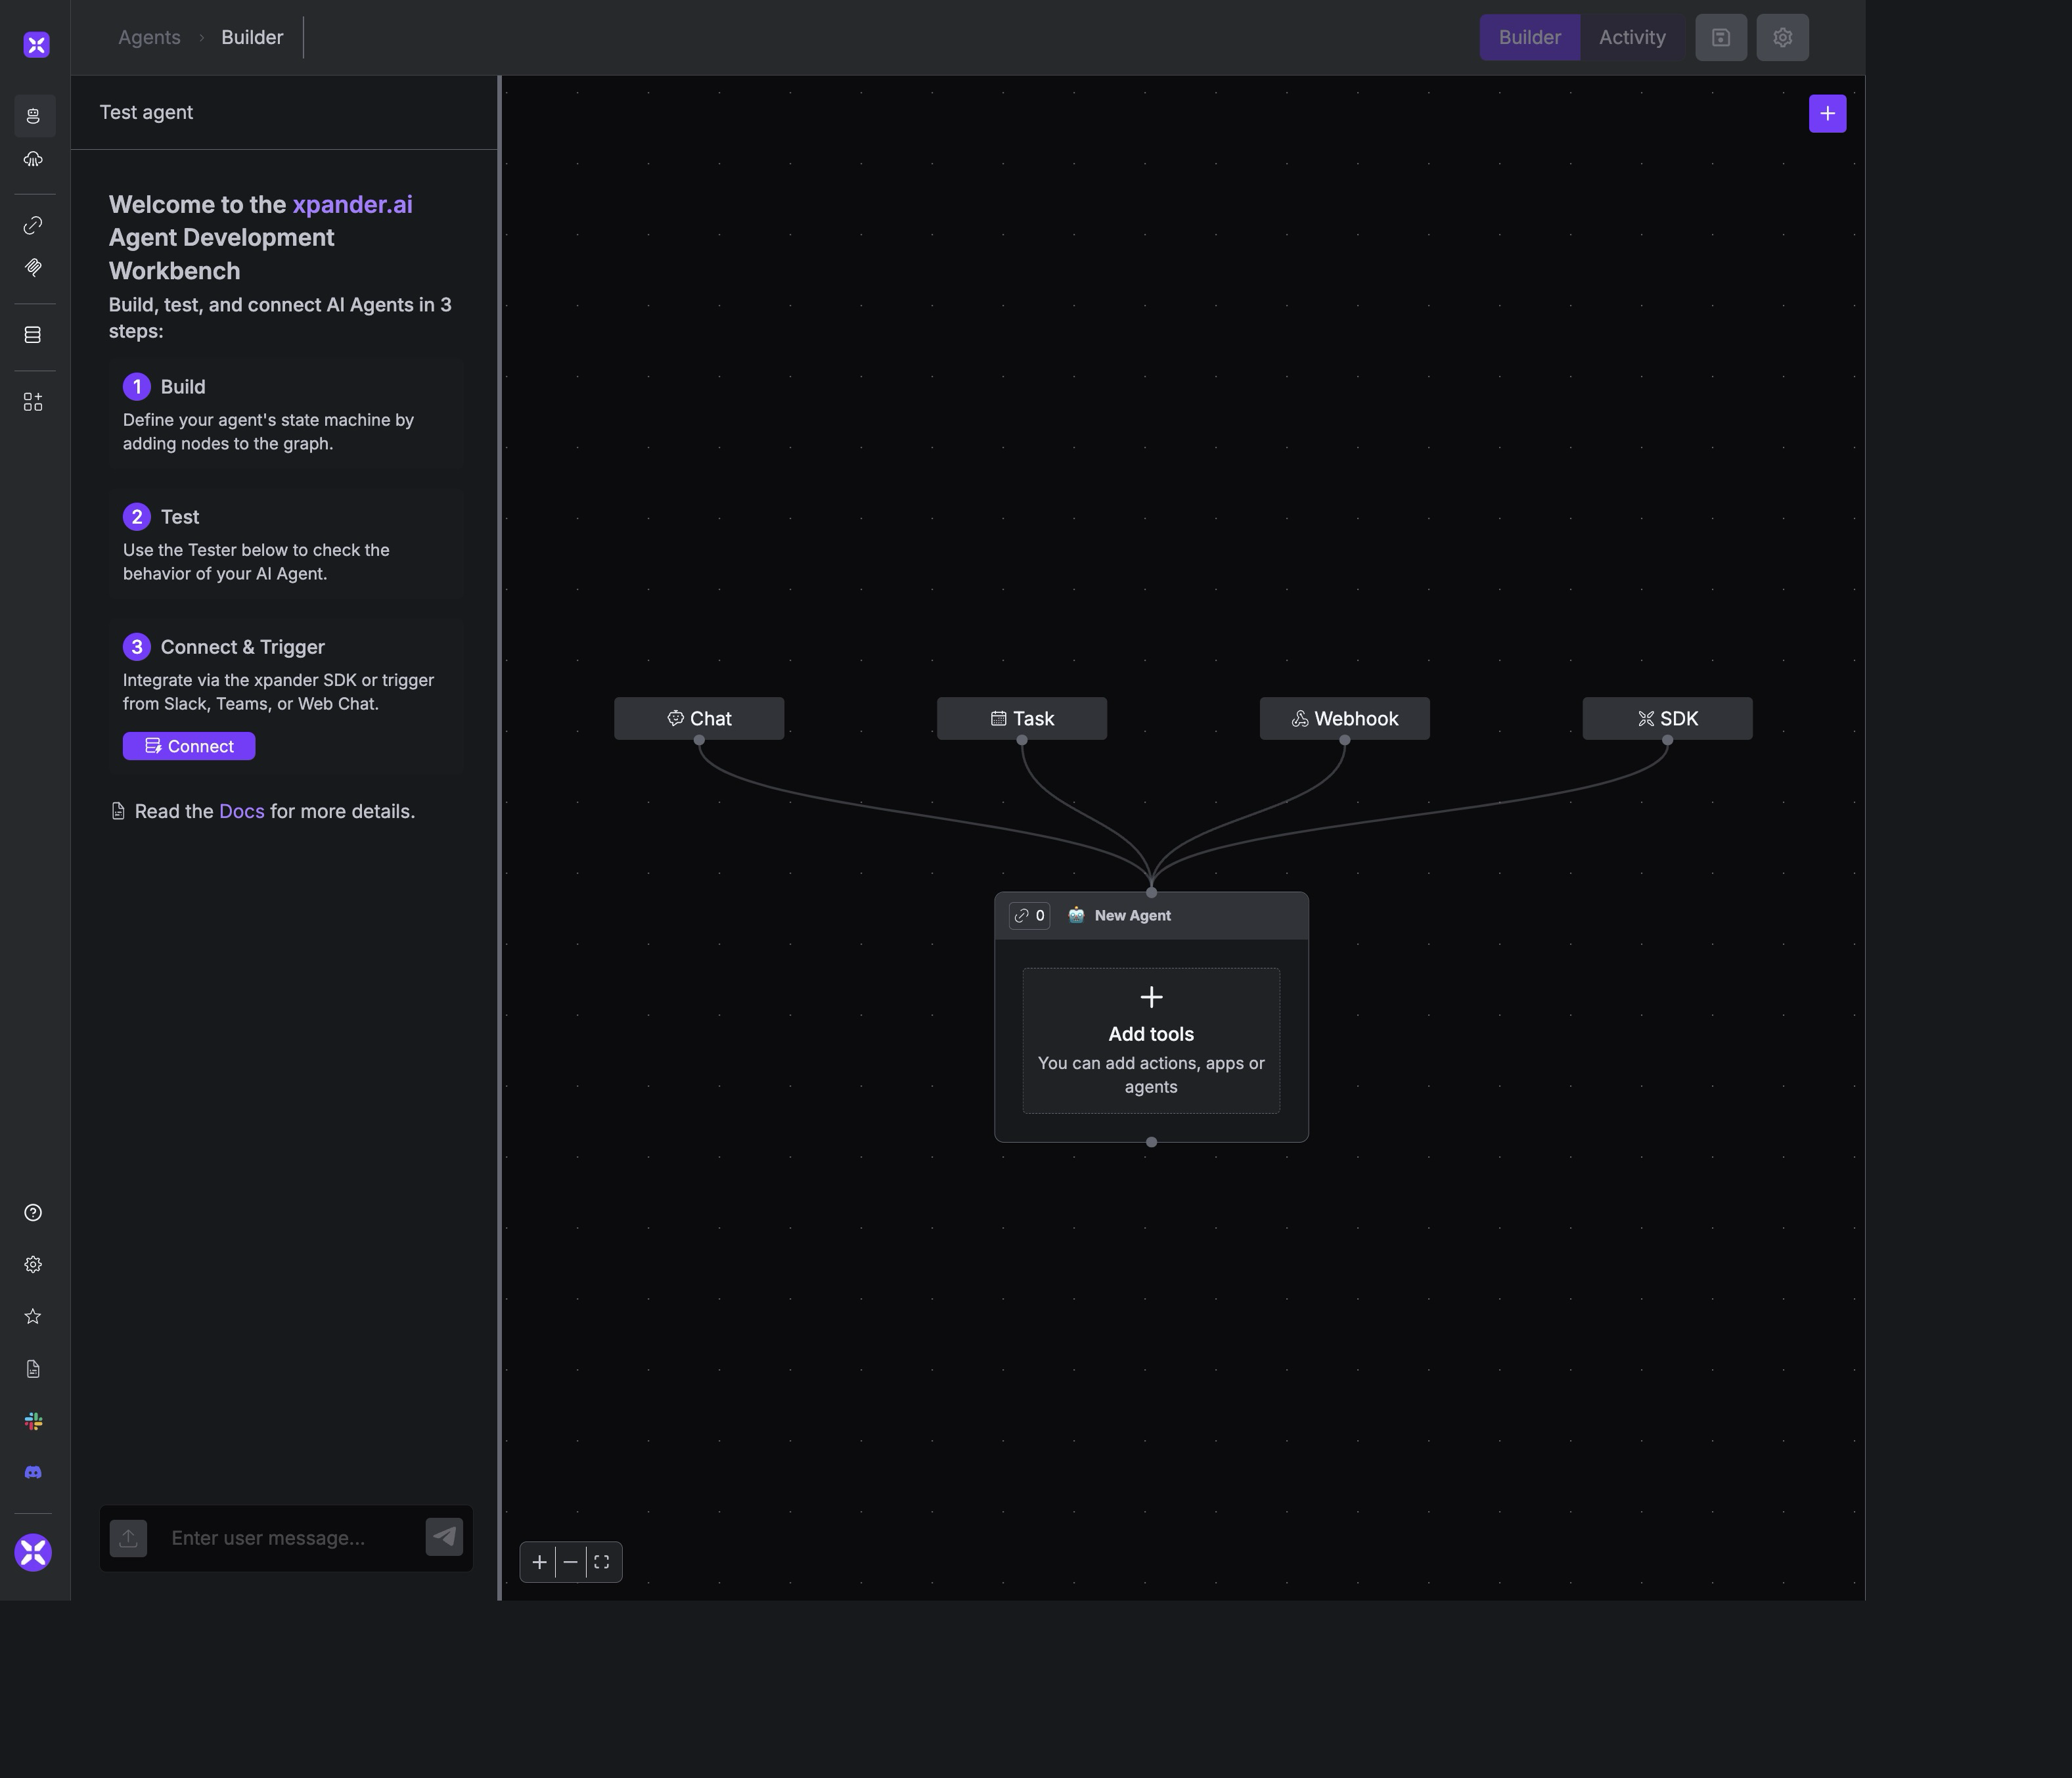 Agents › Builder
Builder
Activity
Test agent
Welcome to the xpander.ai
Agent Development
Workbench
Build, test, and connect AI Agents in 3
steps:
1 Build
Define your agent's state machine by
adding nodes to the graph.
2 Test
Use the Tester below to check the
behavior of your AI Agent.
3 Connect & Trigger
Integrate via the xpander SDK or trigger
from Slack, Teams, or Web Chat.
Connect
Read the Docs for more details.
Enter user message...
Chat
Task
Webhook
SDK
0
New Agent
Add tools
You can add actions, apps or
agents